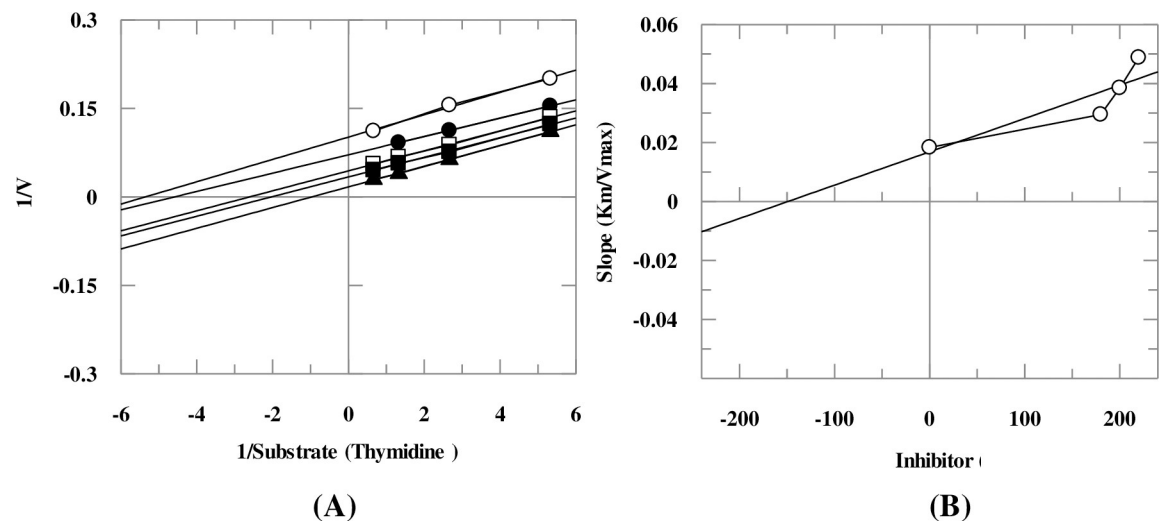 0.3
0.15
0
-0.15
-0.3
1/V
-6 -4 -2 0 2 4 6
1/Substrate (Thymidine )
(A)
0.06
0.04
0.02
0
-0.02
-0.04
Slope (Km/Vmax)
-200 -100 0 100 200
Inhibitor (
(B)